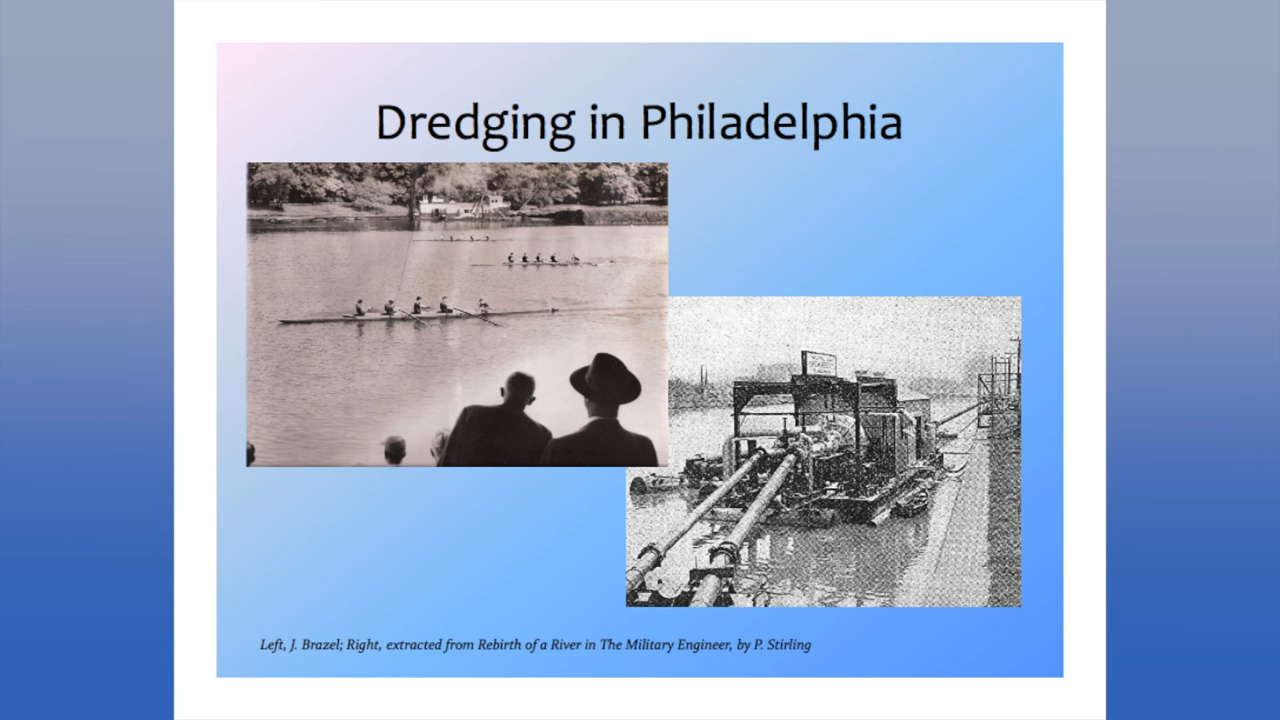 Dredging in Philadelphia
Left, J. Brazel; Right, extracted from Rebirth of a River in The Military Engineer, by P. Stirling